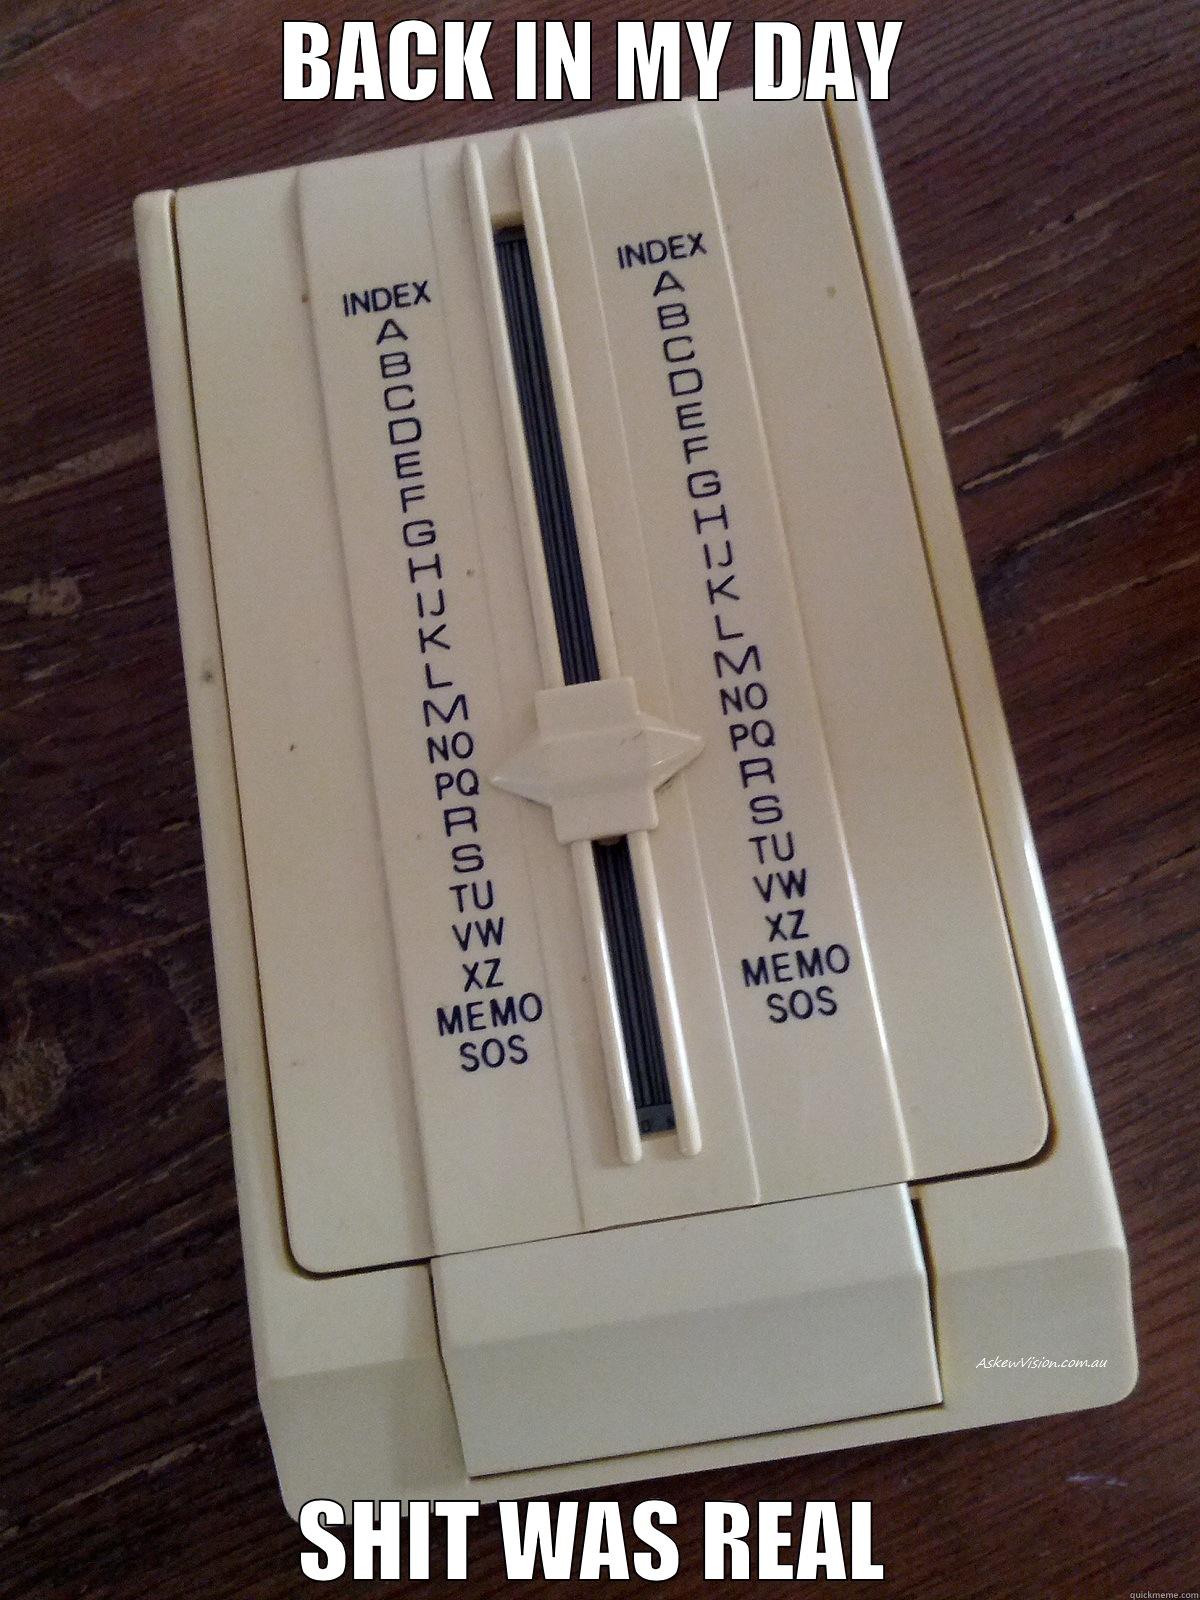 BACK IN MY DAY
INDEX
A
B
C
D
E
F
G
H
IJ
K
L
M
NO
PQ
R
S
TU
VW
XZ
MEMO
SOS
INDEX
A
B
C
D
E
F
G
H
IJ
K
L
M
NO
PQ
R
S
TU
VW
XZ
MEMO
SOS
AskewVision.com.au
SHIT WAS REAL
quickmeme.com